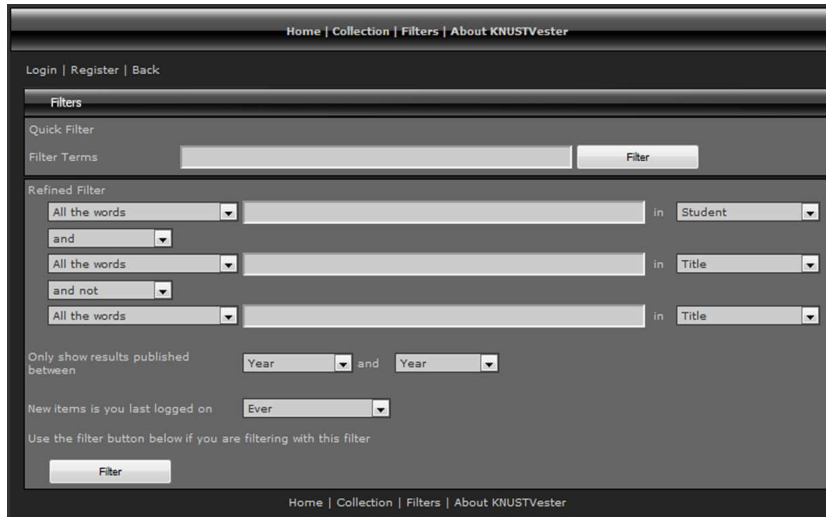 Home | Collection | Filters | About KNUSTVester
Login | Register | Back
Filters
Quick Filter
Filter Terms Filter
Refined Filter
All the words in Student
and
All the words in Title
and not
All the words in Title
Only show results published
between Year and Year
New items is you last logged on Ever
Use the filter button below if you are filtering with this filter
Filter
Home | Collection | Filters | About KNUSTVester